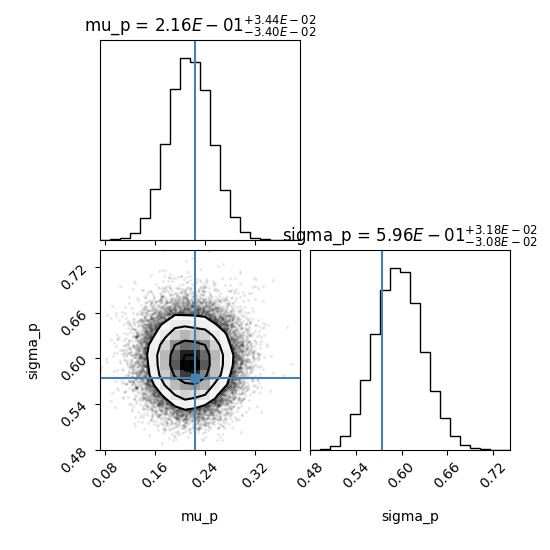 mu_p = 2.16E − 01+3.44E − 02
−3.40E − 02
sigma_p = 5.96E − 01+3.18E − 02
−3.08E − 02
0.72
0.66
0.60
0.54
0.48
sigma_p
0.08 0.16 0.24 0.32
0.48 0.54 0.60 0.66 0.72
mu_p
sigma_p